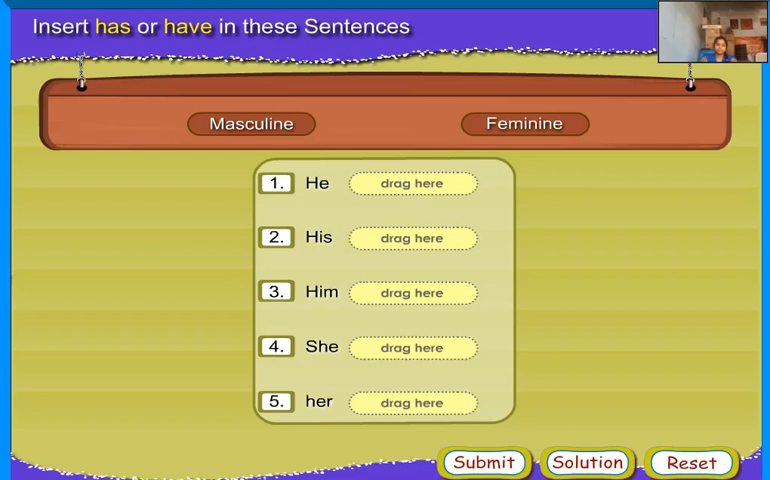 Insert has or have in these Sentences
Masculine Feminine
1. He drag here
2. His drag here
3. Him drag here
4. She drag here
5. her drag here
Submit Solution Reset